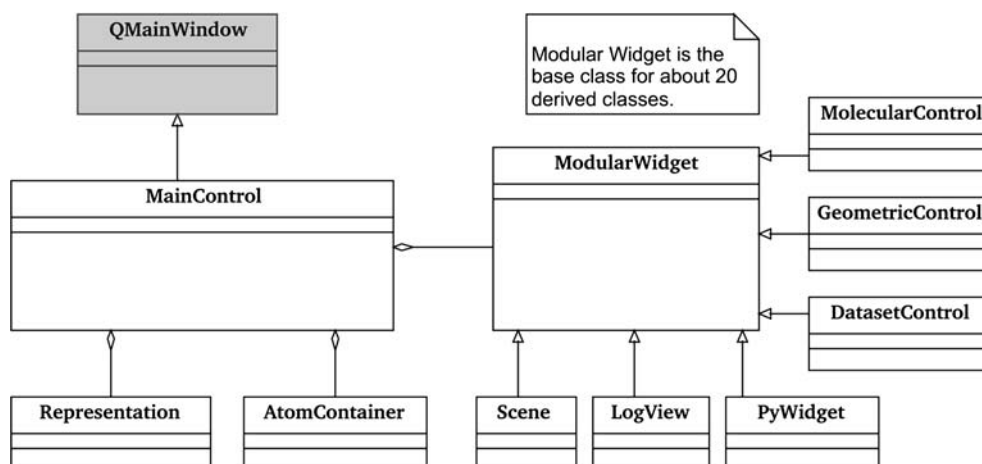 QMainWindow
Modular Widget is the
base class for about 20
derived classes.
MolecularControl
ModularWidget
MainControl
GeometricControl
DatasetControl
Representation
AtomContainer
Scene
LogView
PyWidget